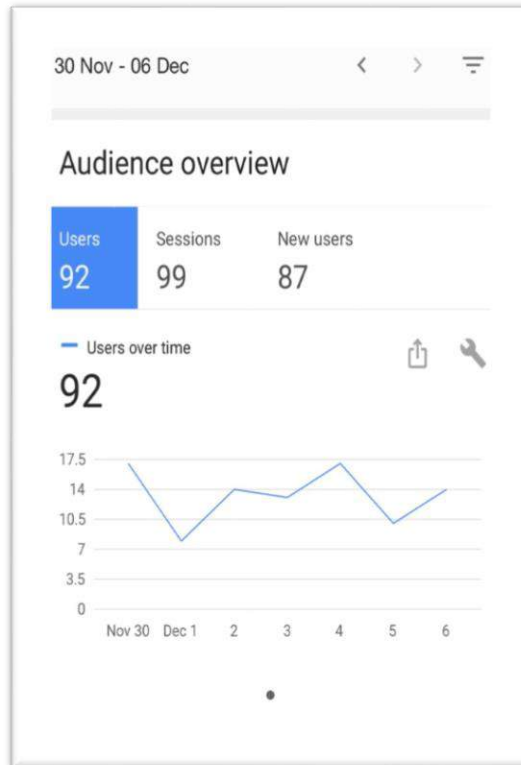 30 Nov - 06 Dec
Audience overview
Users Sessions New users
92 99 87
Users over time
92
17.5
14
10.5
7
3.5
0
Nov 30 Dec 1 2 3 4 5 6